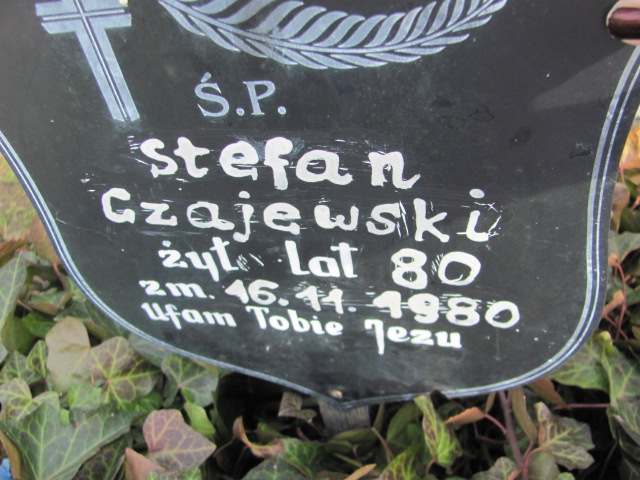 Ś.P.
Stefan
Czajewski
żył lat 80
zm. 16.11.1980
Ufam Tobie Jezu